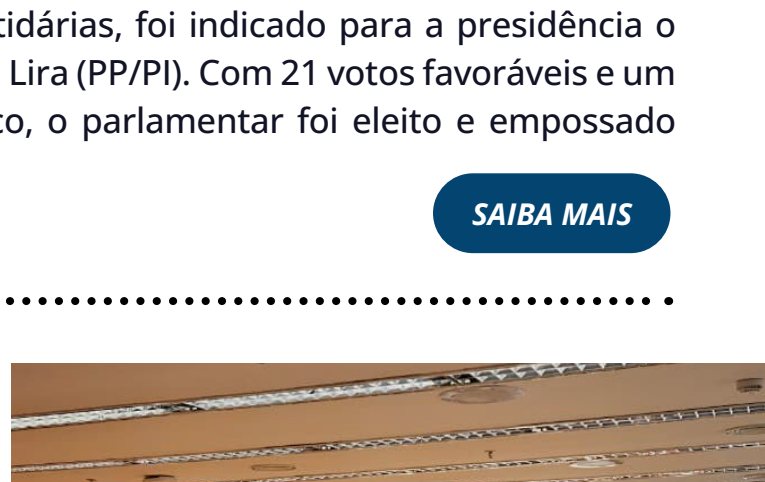 tidárias, foi indicado para a presidência o
Lira (PP/PI). Com 21 votos favoráveis e um
co, o parlamentar foi eleito e empossado
SAIBA MAIS